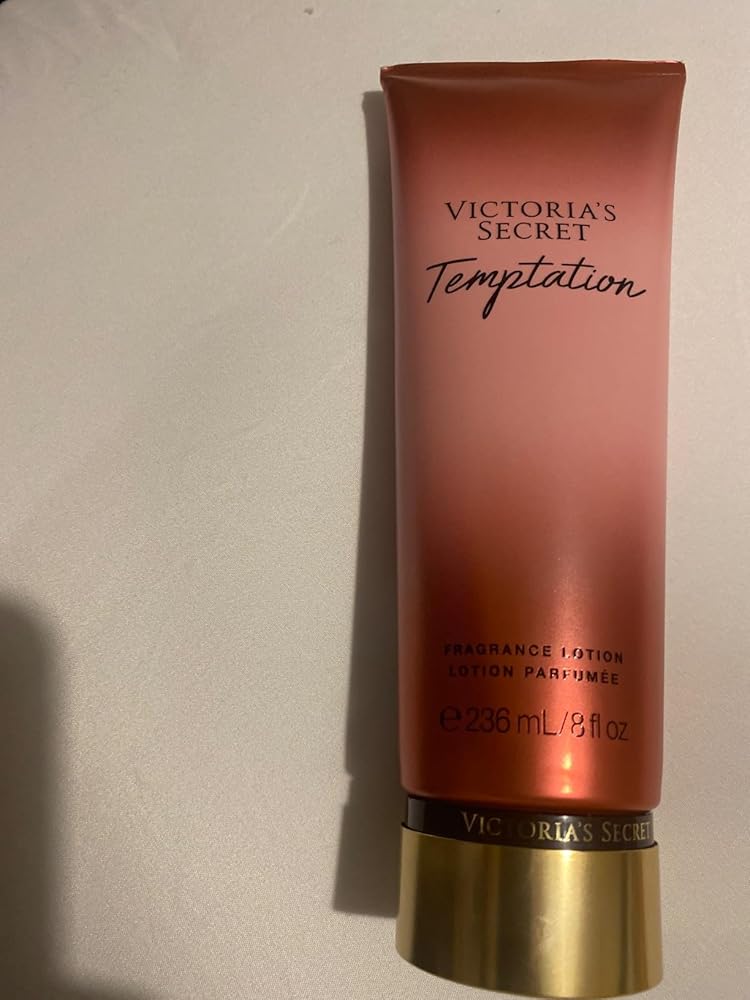 VICTORIA'S
SECRET
Temptation
FRAGRANCE LOTION
LOTION PARFUMÉE
℮ 236 mL/8 fl oz
VICTORIA'S SECRET